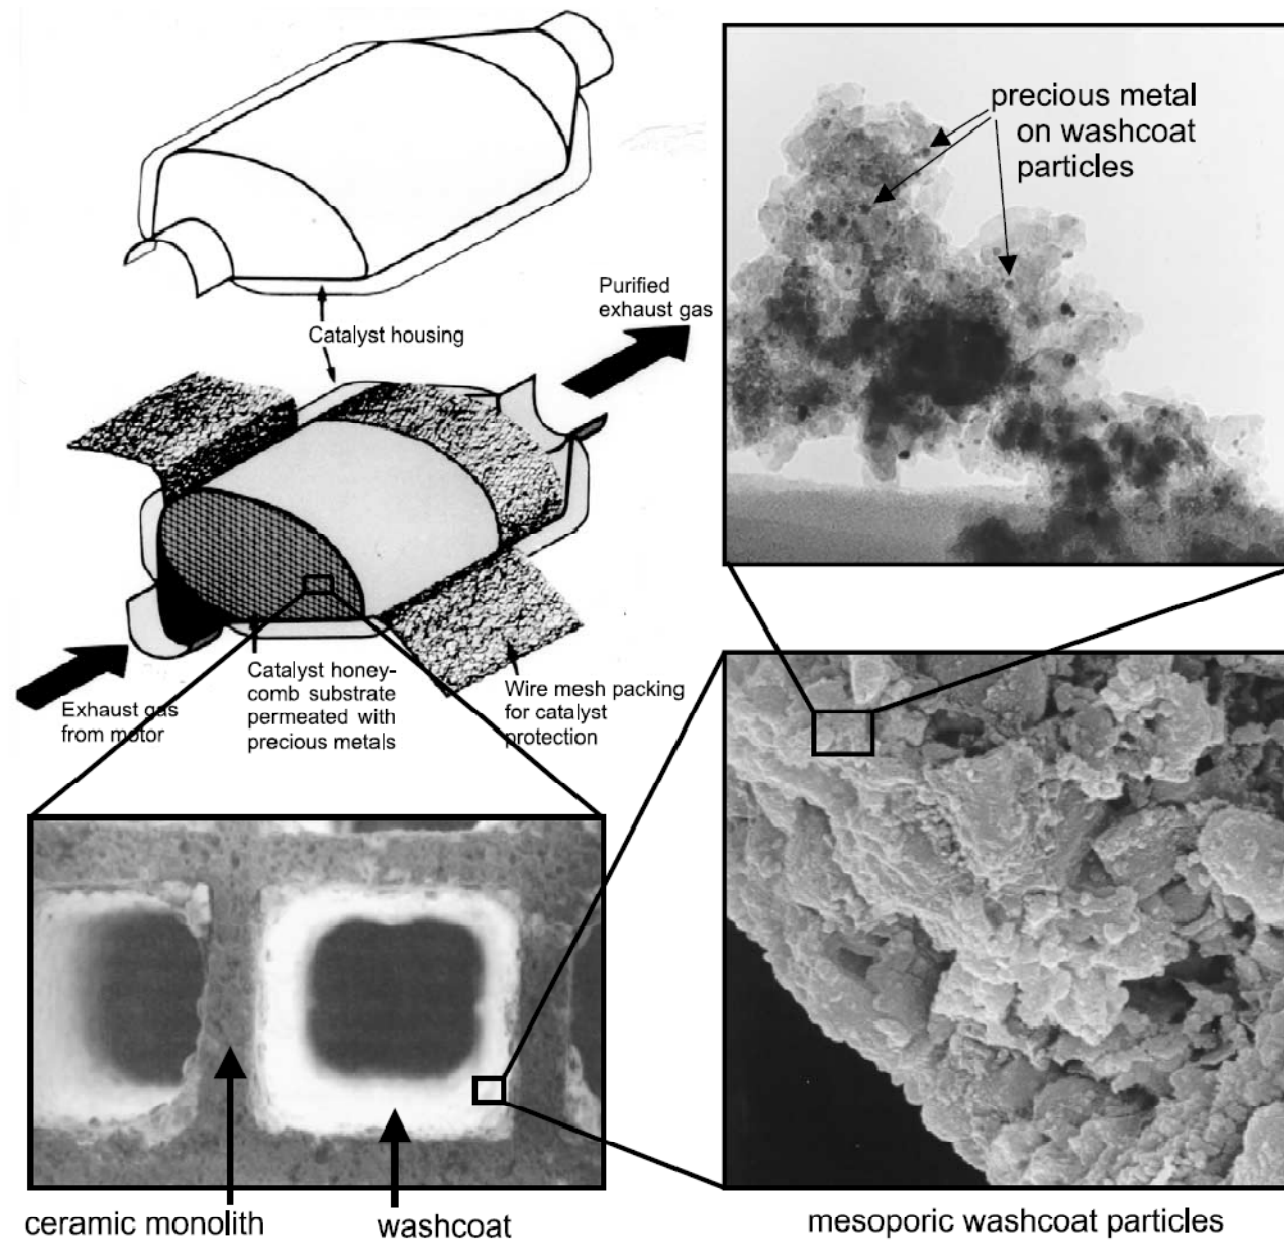 precious metal
on washcoat
particles
Purified
exhaust gas
Catalyst housing
Catalyst honey-
comb substrate
permeated with
precious metals
Wire mesh packing
for catalyst
protection
Exhaust gas
from motor
ceramic monolith
washcoat
mesoporic washcoat particles